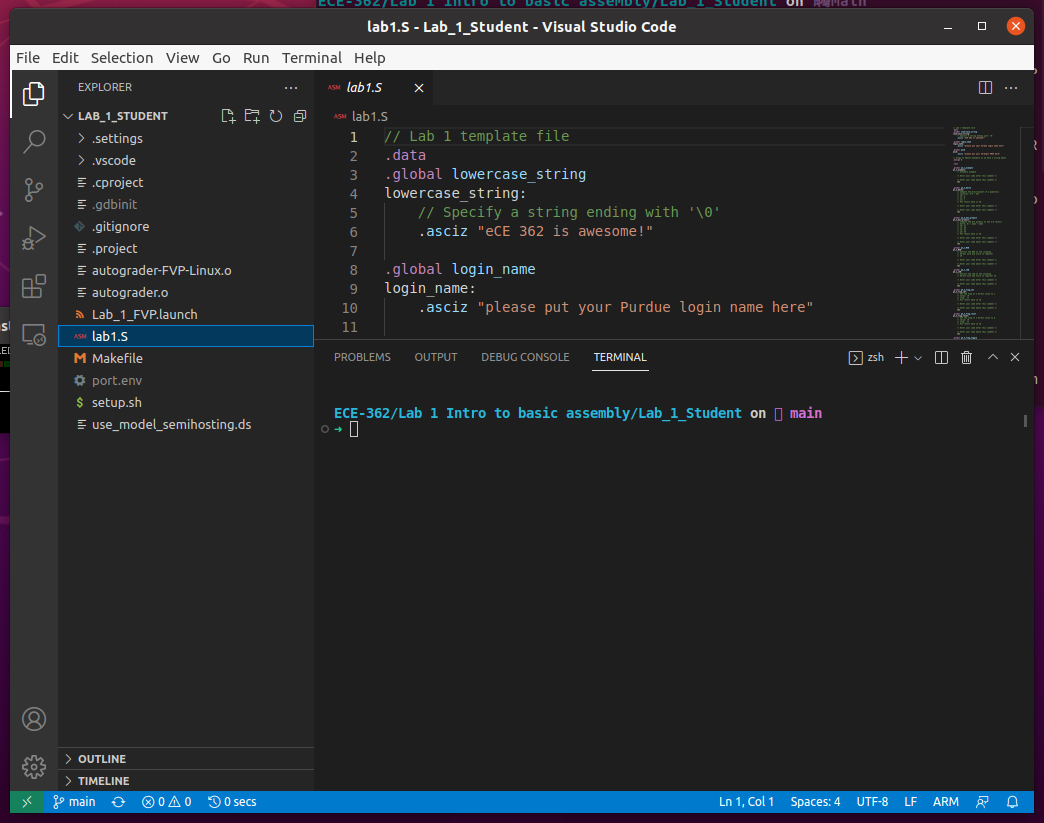 ECE-362/Lab 1 Intro to basic assembly/Lab_1_Student on main
lab1.S - Lab_1_Student - Visual Studio Code
File Edit Selection View Go Run Terminal Help
EXPLORER
LAB_1_STUDENT
.settings
.vscode
.cproject
.gdbinit
.gitignore
.project
autograder-FVP-Linux.o
autograder.o
Lab_1_FVP.launch
ASM lab1.S
Makefile
port.env
$ setup.sh
use_model_semihosting.ds
OUTLINE
TIMELINE
ASM lab1.S
ASM lab1.S
1 // Lab 1 template file
2 .data
3 .global lowercase_string
4 lowercase_string:
5 // Specify a string ending with '\0'
6 .asciz "eCE 362 is awesome!"
7
8 .global login_name
9 login_name:
10 .asciz "please put your Purdue login name here"
11
PROBLEMS OUTPUT DEBUG CONSOLE TERMINAL
zsh
ECE-362/Lab 1 Intro to basic assembly/Lab_1_Student on main
main 0 0 0 secs
Ln 1, Col 1 Spaces: 4 UTF-8 LF ARM